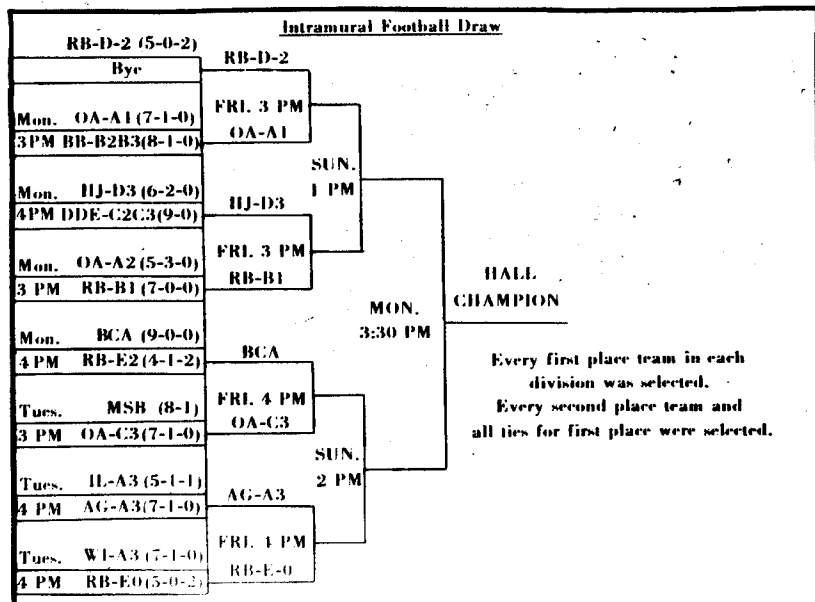 Intramural Football Draw
RB-D-2 (5-0-2)
Bye
Mon. OA-A1 (7-1-0)
3PM BB-B2B3 (8-1-0)
Mon. HJ-D3 (6-2-0)
4PM DDE-C2C3 (9-0)
Mon. OA-A2 (5-3-0)
3 PM RB-B1 (7-0-0)
Mon. BCA (9-0-0)
4 PM RB-E2 (4-1-2)
Tues. MSB (8-1)
3 PM OA-C3 (7-1-0)
Tues. IL-A3 (5-1-1)
4 PM AG-A3 (7-1-0)
Tues. WI-A3 (7-1-0)
4 PM RB-E0 (5-0-2)
RB-D-2
FRI. 3 PM
OA-A1
HJ-D3
FRI. 3 PM
RB-B1
BCA
FRI. 4 PM
OA-C3
AG-A3
FRI. 4 PM
RB-E-0
SUN.
1 PM
SUN.
2 PM
MON.
3:30 PM
HALL
CHAMPION
Every first place team in each
division was selected.
Every second place team and
all ties for first place were selected.